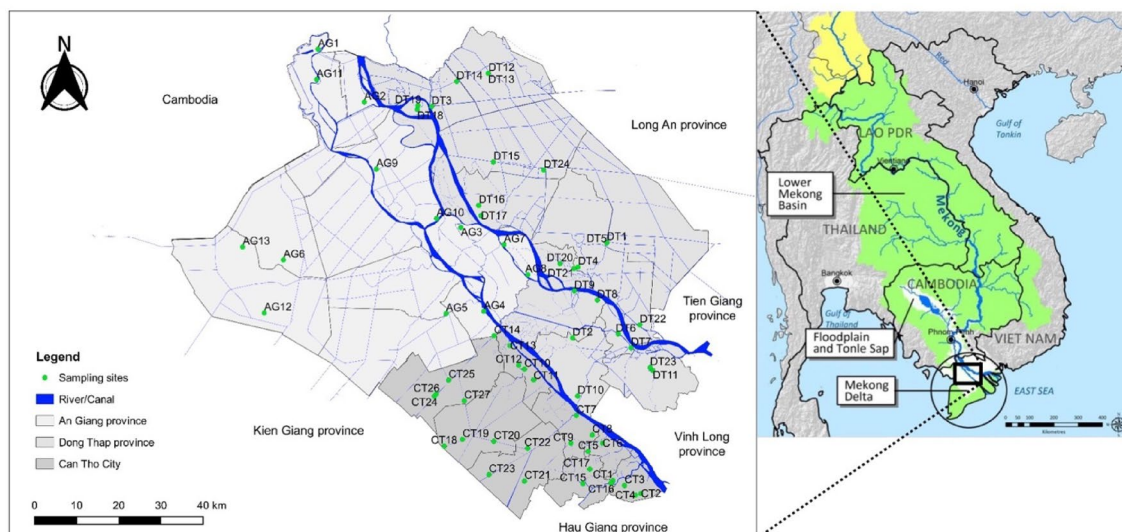 N
Cambodia
Long An province
Tien Giang
province
Vinh Long
province
Hau Giang province
Kien Giang province
AG1
AG11
AG2
DT19
DT3
DT18
DT14
DT12
DT13
AG9
DT15
DT24
DT16
DT17
AG10
AG3
AG7
DT5
DT1
AG13
AG6
DT20
DT4
DT21
AG8
DT9
DT8
AG12
AG5
AG4
DT22
DT6
DT7
DT2
CT14
CT13
CT12
CT10
CT11
DT23
DT11
CT25
CT26
CT24
CT27
DT10
CT7
CT18
CT19
CT20
CT22
CT9
CT5
CT6
CT23
CT21
CT17
CT15
CT1
CT16
CT3
CT4
CT2
Legend
Sampling sites
River/Canal
An Giang province
Dong Thap province
Can Tho City
0 10 20 30 40 km
Red
Hanoi
Gulf of
Tonkin
LAO PDR
Vientiane
Lower
Mekong
Basin
Mekong
THAILAND
Bangkok
CAMBODIA
Gulf of
Thailand
Floodplain
and Tonle Sap
VIET NAM
Mekong
Delta
EAST SEA
Kilometres